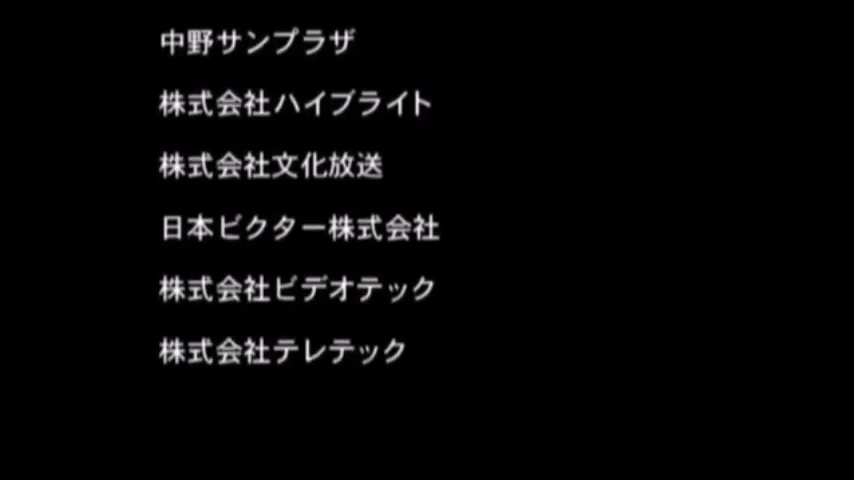 中野サンプラザ
株式会社ハイブライト
株式会社文化放送
日本ビクター株式会社
株式会社ビデオテック
株式会社テレテック